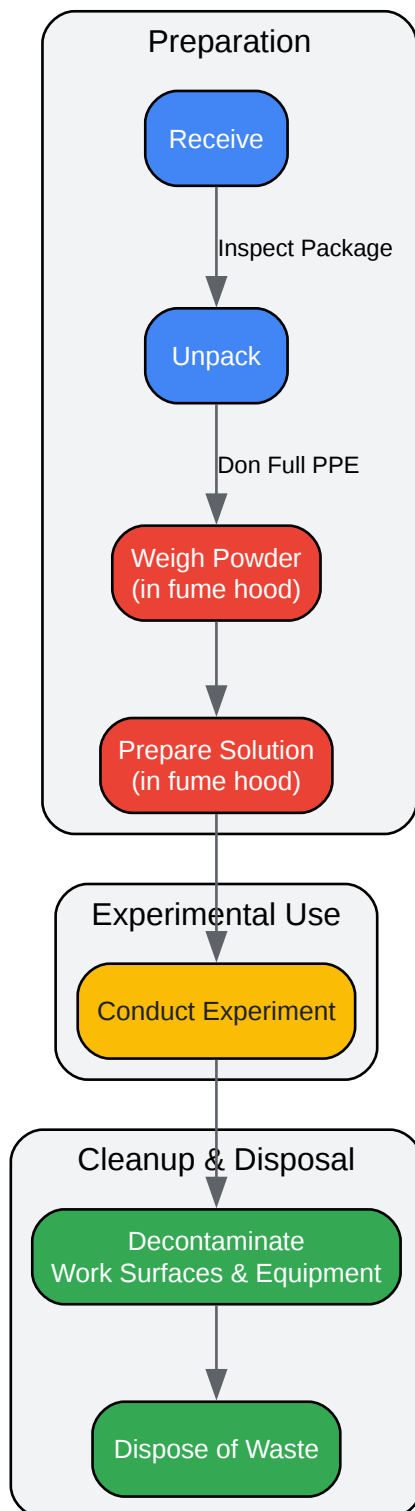 Preparation
Receive
Inspect Package
Unpack
Don Full PPE
Weigh Powder
(in fume hood)
Prepare Solution
(in fume hood)
Experimental Use
Conduct Experiment
Cleanup & Disposal
Decontaminate
Work Surfaces & Equipment
Dispose of Waste